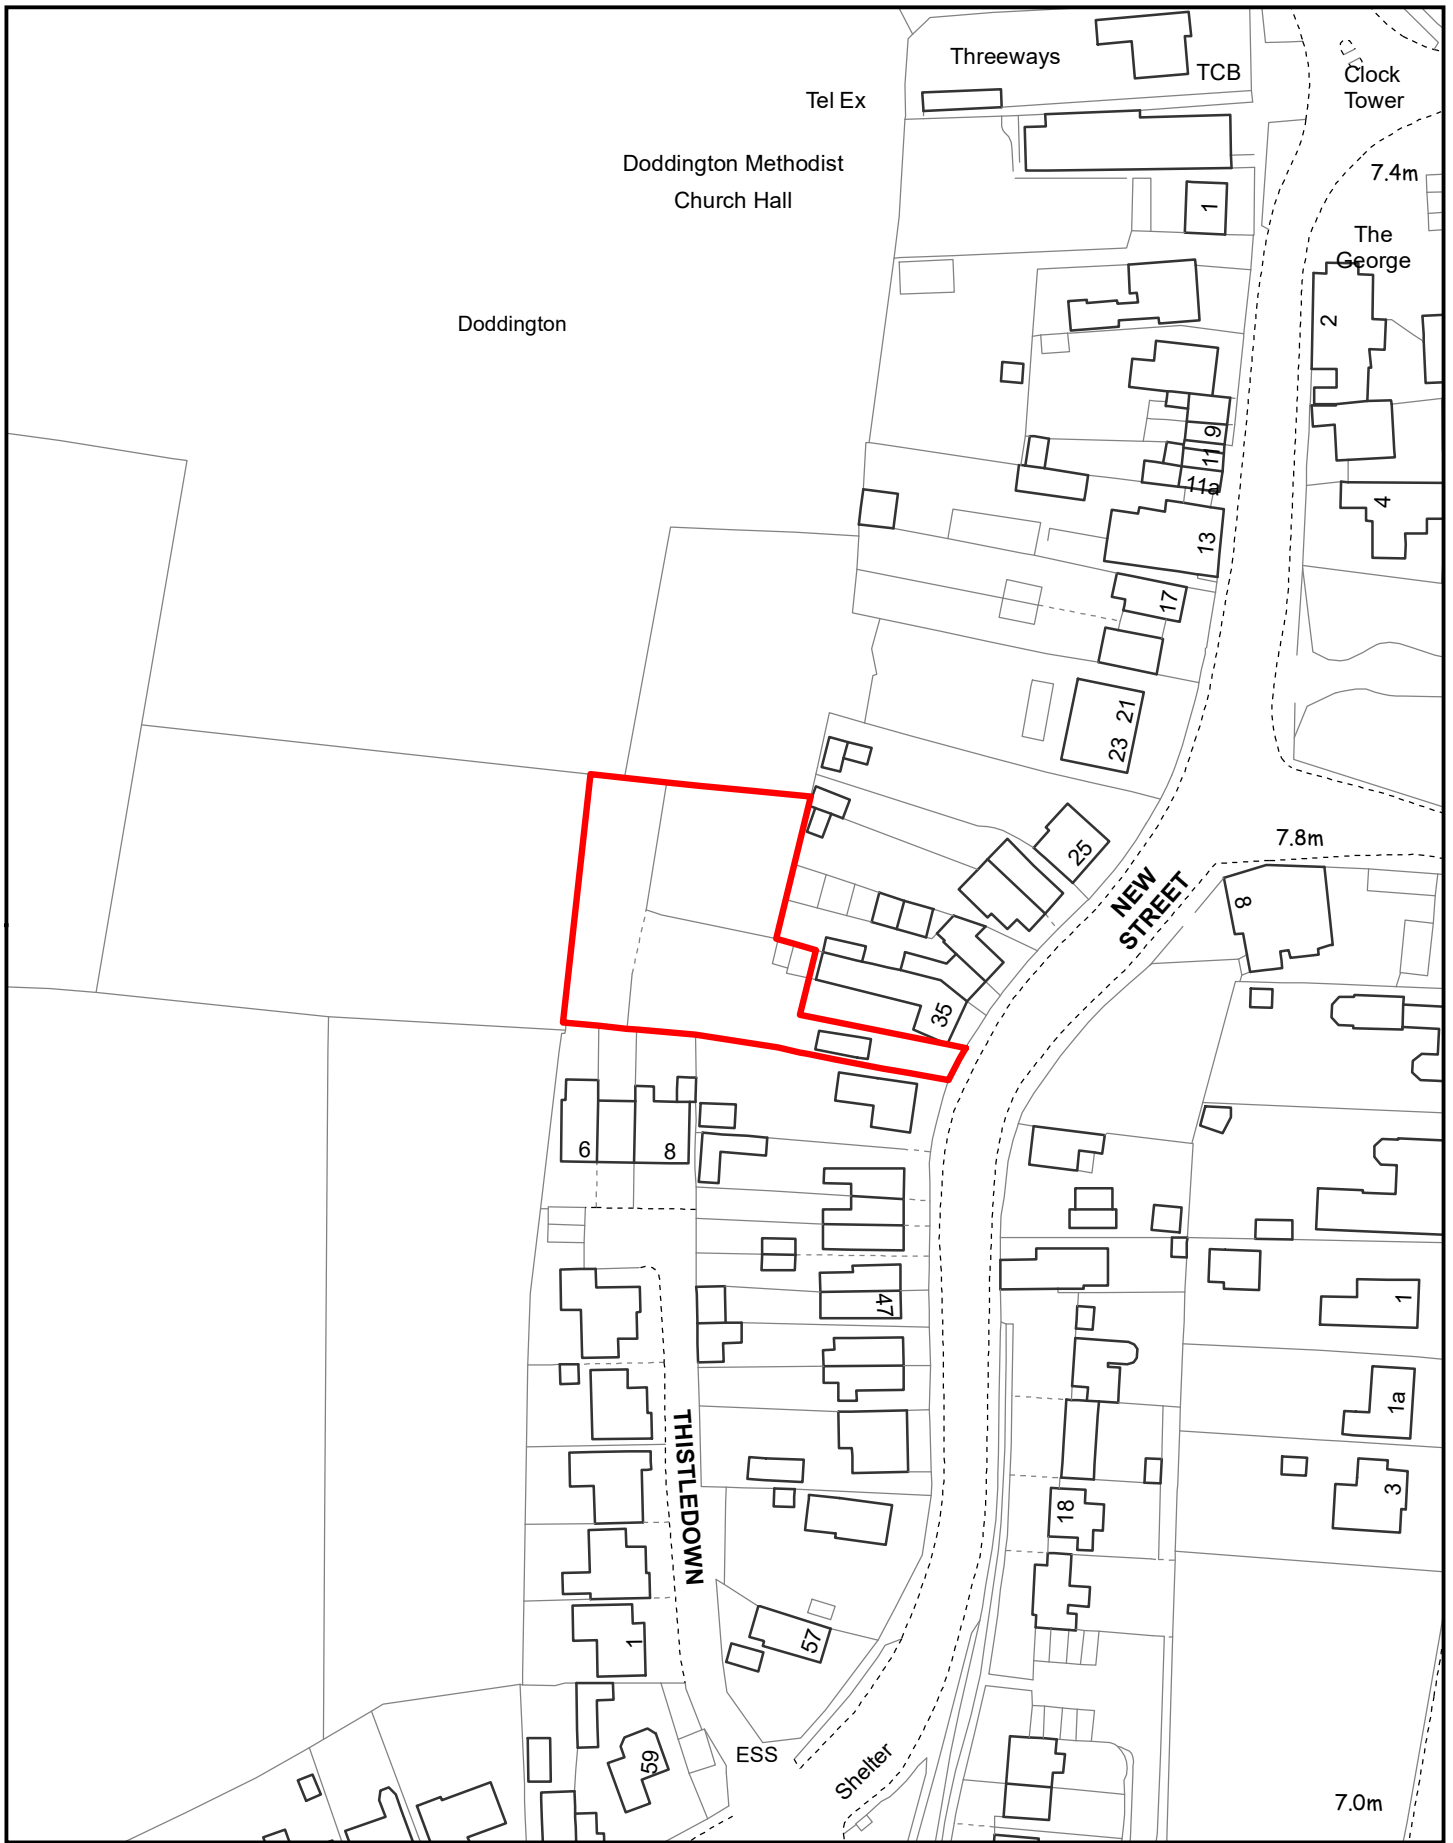 Threeways
TCB
Clock
Tower
Tel Ex
Doddington Methodist
Church Hall
7.4m
1
The
George
Doddington
2
9
11
11a
4
13
17
21
23
25
7.8m
NEW
STREET
8
35
6
8
47
1
THISTLEDOWN
1a
3
18
1
57
59
ESS
Shelter
7.0m